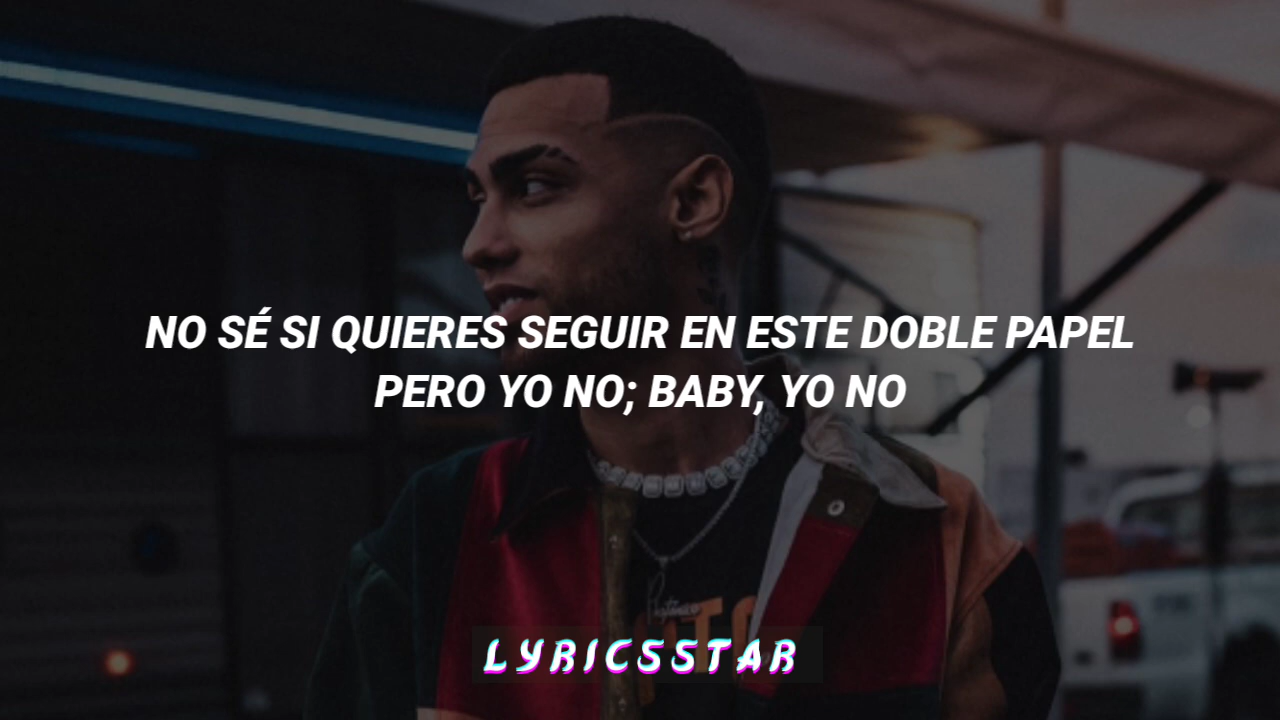 NO SÉ SI QUIERES SEGUIR EN ESTE DOBLE PAPEL
PERO YO NO; BABY, YO NO
LYRICSSTAR